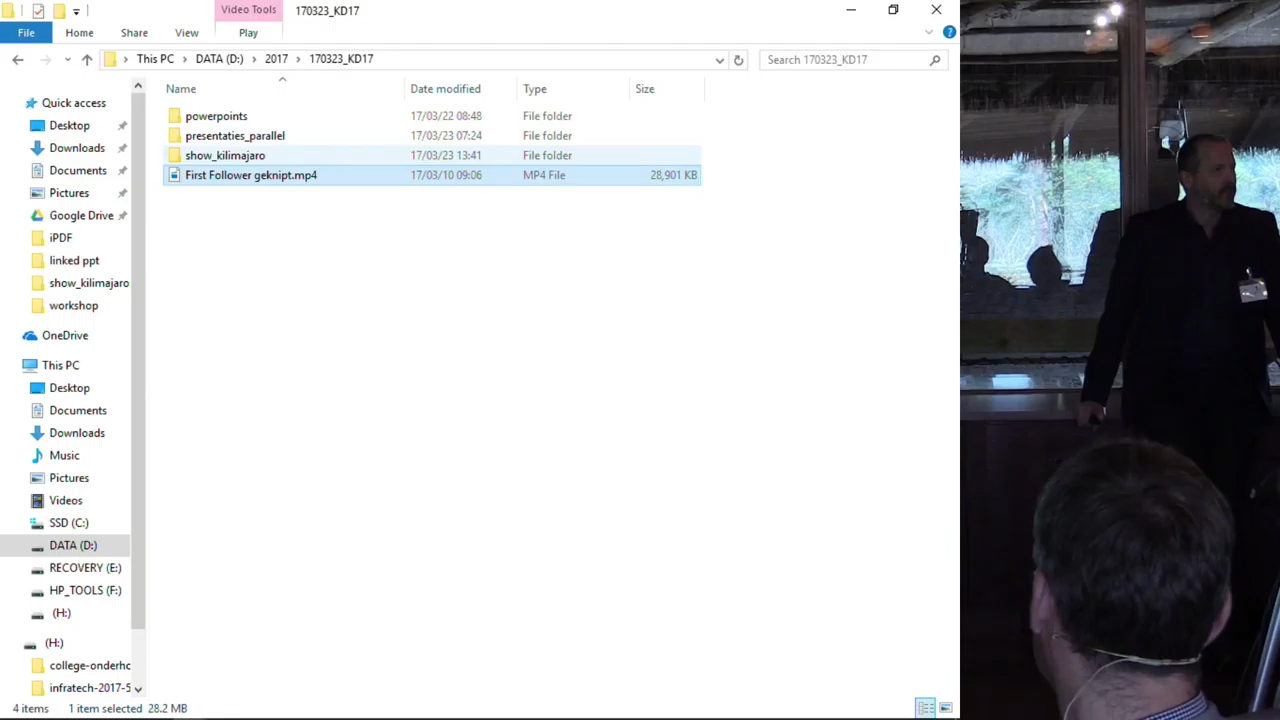 Video Tools
170323_KD17
File
Home
Share
View
Play
This PC
DATA (D:)
2017
170323_KD17
Search 170323_KD17
Name
Date modified
Type
Size
powerpoints
17/03/22 08:48
File folder
presentaties_parallel
17/03/23 07:24
File folder
show_kilimajaro
17/03/23 13:41
File folder
First Follower geknipt.mp4
17/03/10 09:06
MP4 File
28,901 KB
Quick access
Desktop
Downloads
Documents
Pictures
Google Drive
iPDF
linked ppt
show_kilimajaro
workshop
OneDrive
This PC
Desktop
Documents
Downloads
Music
Pictures
Videos
SSD (C:)
DATA (D:)
RECOVERY (E:)
HP_TOOLS (F:)
(H:)
(H:)
college-onderho
infratech-2017-5
4 items
1 item selected
28.2 MB